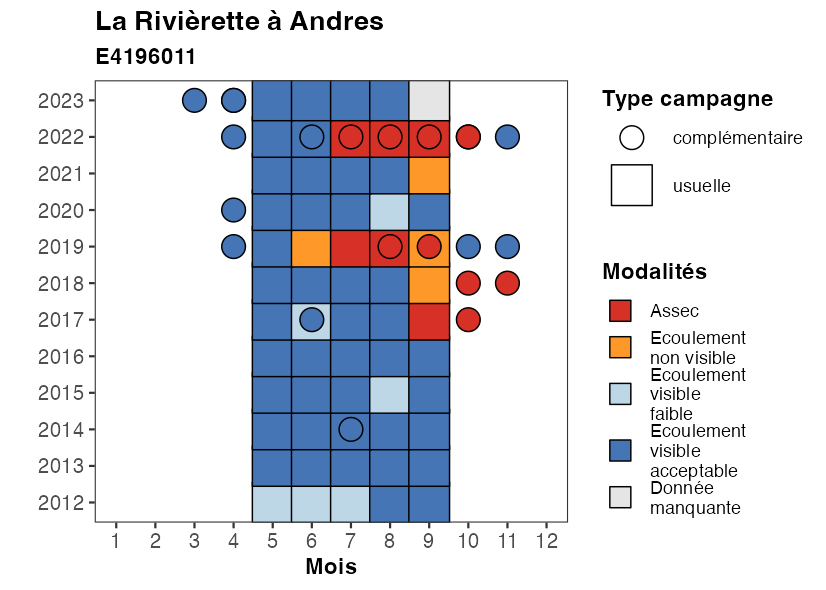 La Rivièrette à Andres
E4196011
2023
2022
2021
2020
2019
2018
2017
2016
2015
2014
2013
2012
1 2 3 4 5 6 7 8 9 10 11 12
Mois
Type campagne
complémentaire
usuelle
Modalités
Assec
Ecoulement
non visible
Ecoulement
visible
faible
Ecoulement
visible
acceptable
Donnée
manquante